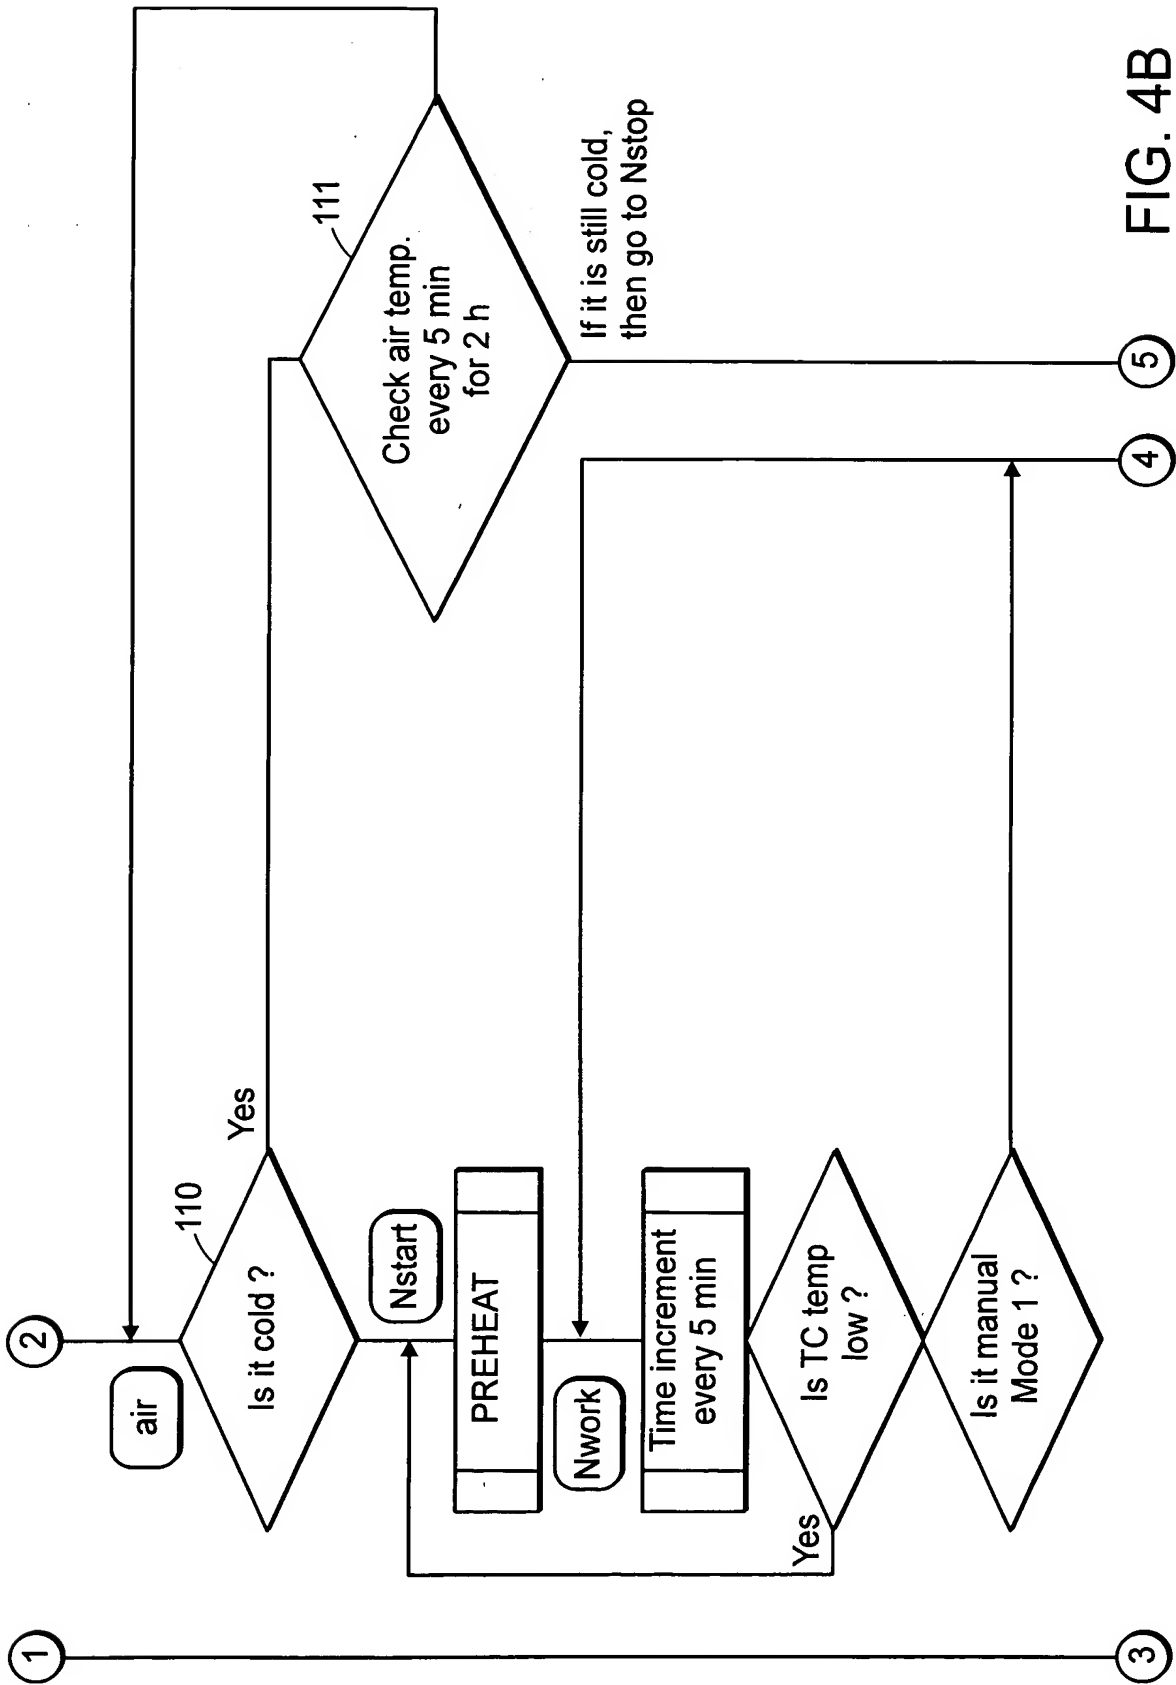 1
2
air
110
Is it cold ?
Yes
111
Check air temp.
every 5 min
for 2 h
If it is still cold,
then go to Nstop
Nstart
PREHEAT
Nwork
Time increment
every 5 min
Is TC temp
low ?
Yes
Is it manual
Mode 1 ?
3
4
5
FIG. 4B